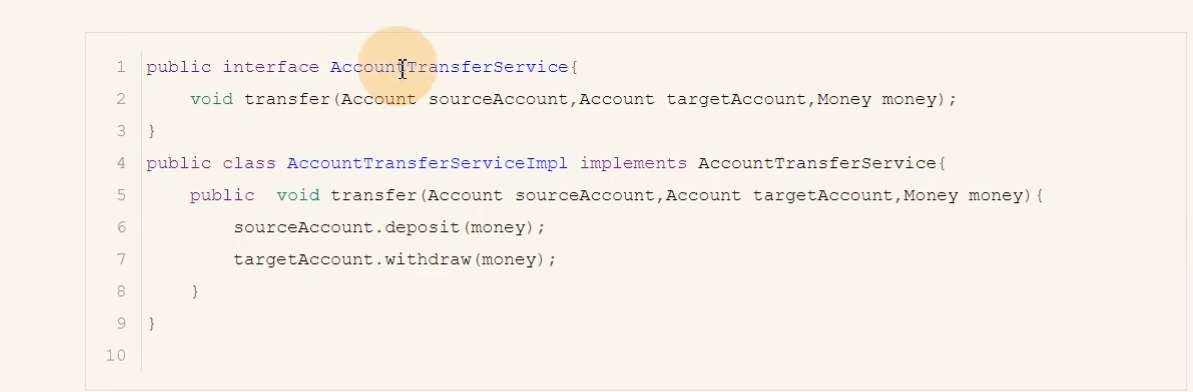 1 public interface AccountTransferService{
2     void transfer(Account sourceAccount,Account targetAccount,Money money);
3 }
4 public class AccountTransferServiceImpl implements AccountTransferService{
5     public  void transfer(Account sourceAccount,Account targetAccount,Money money){
6         sourceAccount.deposit(money);
7         targetAccount.withdraw(money);
8     }
9 }
10